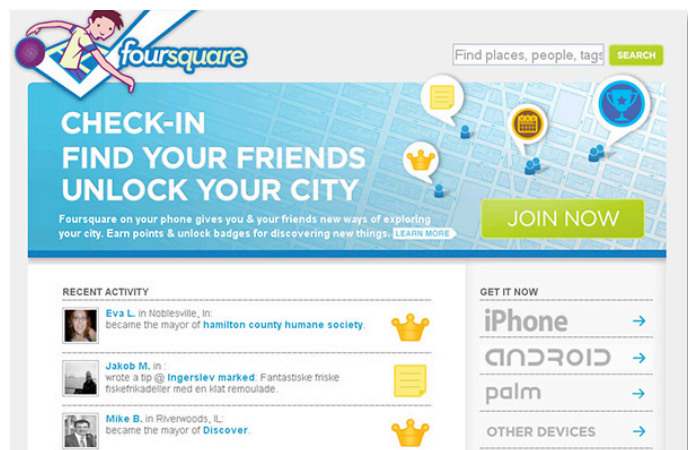 foursquare
Find places, people, tags
SEARCH
CHECK-IN
FIND YOUR FRIENDS
UNLOCK YOUR CITY
Foursquare on your phone gives you & your friends new ways of exploring
your city. Earn points & unlock badges for discovering new things. LEARN MORE
JOIN NOW
RECENT ACTIVITY
Eva L. in Noblesville, In:
became the mayor of hamilton county humane society.
Jakob M. in :
wrote a tip @ Ingerslev marked: Fantastiske friske
fiskefrikadeller med en klat remoulade.
Mike B. in Riverwoods, IL:
became the mayor of Discover.
GET IT NOW
iPhone
ANDROID
palm
OTHER DEVICES